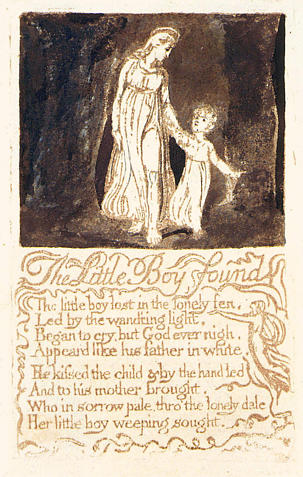 The Little Boy found
The little boy lost in the lonely fen,
Led by the wand'ring light,
Began to cry, but God ever nigh,
Appeard like his father in white.
He kissed the child & by the hand led
And to his mother brought,
Who in sorrow pale, thro' the lonely dale
Her little boy weeping sought.